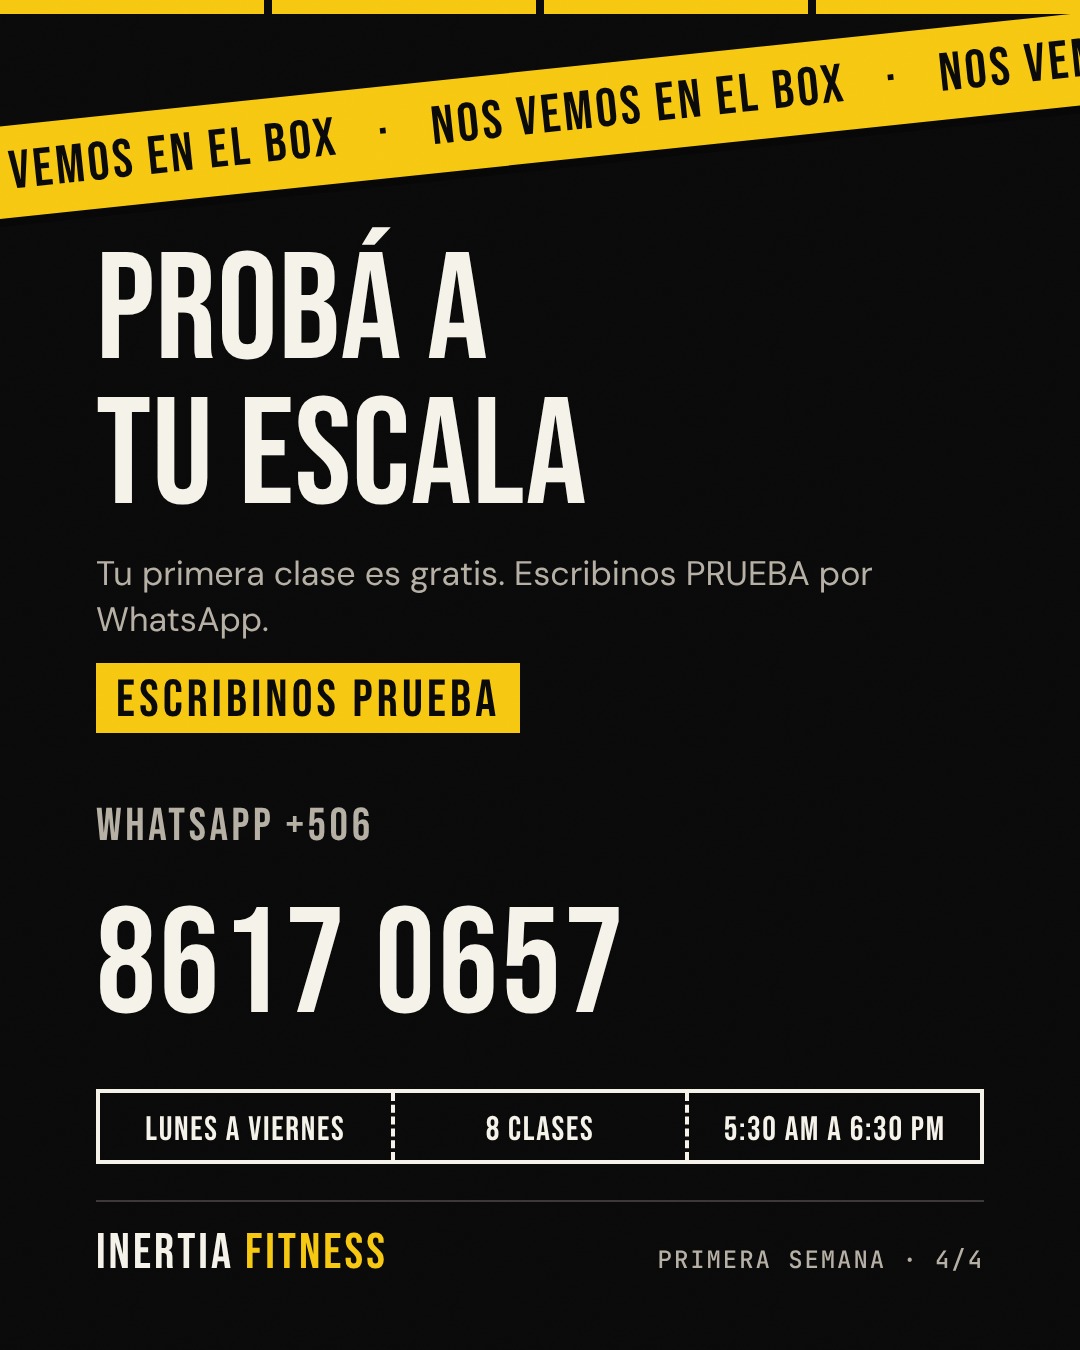 VEMOS EN EL BOX · NOS VEMOS EN EL BOX · NOS VEM
PROBÁ A
TU ESCALA
Tu primera clase es gratis. Escribinos PRUEBA por
WhatsApp.
ESCRIBINOS PRUEBA
WHATSAPP +506
8617 0657
LUNES A VIERNES
8 CLASES
5:30 AM A 6:30 PM
INERTIA FITNESS
PRIMERA SEMANA · 4/4